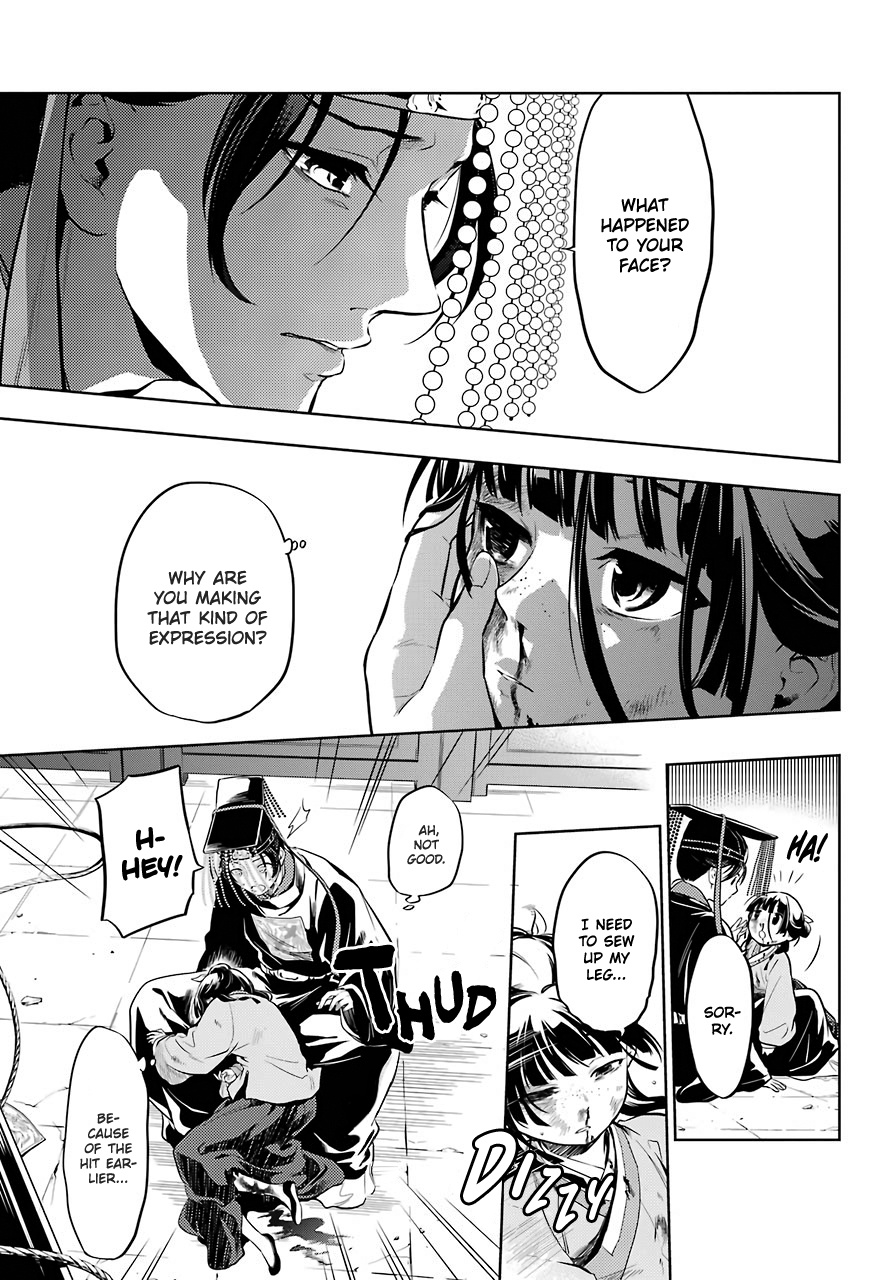 WHAT
HAPPENED
TO YOUR
FACE?
WHY ARE
YOU MAKING
THAT KIND OF
EXPRESSION?
HA!
SOR-
RY.
I NEED
TO SEW
UP MY
LEG...
DIZZY
AH,
NOT
GOOD.
H-
HEY!
THUD
BE-
CAUSE
OF THE
HIT EAR-
LIER...